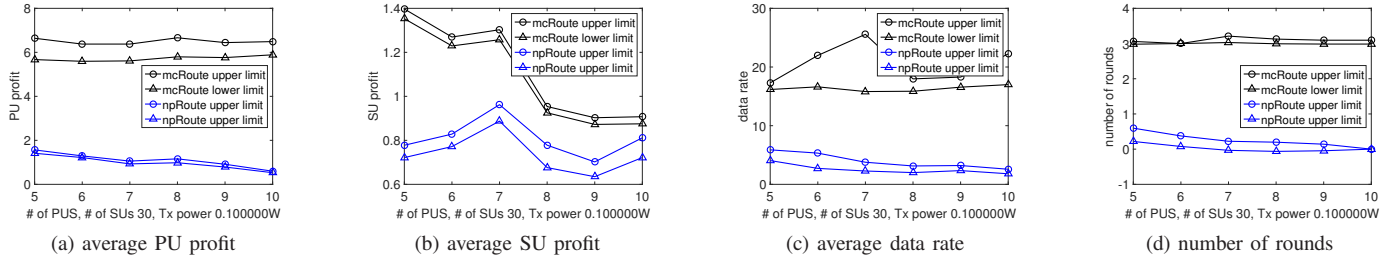 8
6
4
2
0
PU profit
mcRoute upper limit
mcRoute lower limit
npRoute upper limit
npRoute upper limit
5 6 7 8 9 10
# of PUS, # of SUs 30, Tx power 0.100000W
(a) average PU profit
1.4
1.2
1
0.8
0.6
SU profit
mcRoute upper limit
mcRoute lower limit
npRoute upper limit
npRoute upper limit
5 6 7 8 9 10
# of PUS, # of SUs 30, Tx power 0.100000W
(b) average SU profit
30
20
10
0
data rate
mcRoute upper limit
mcRoute lower limit
npRoute upper limit
npRoute upper limit
5 6 7 8 9 10
# of PUS, # of SUs 30, Tx power 0.100000W
(c) average data rate
4
3
2
1
0
-1
number of rounds
mcRoute upper limit
mcRoute lower limit
npRoute upper limit
npRoute upper limit
5 6 7 8 9 10
# of PUS, # of SUs 30, Tx power 0.100000W
(d) number of rounds